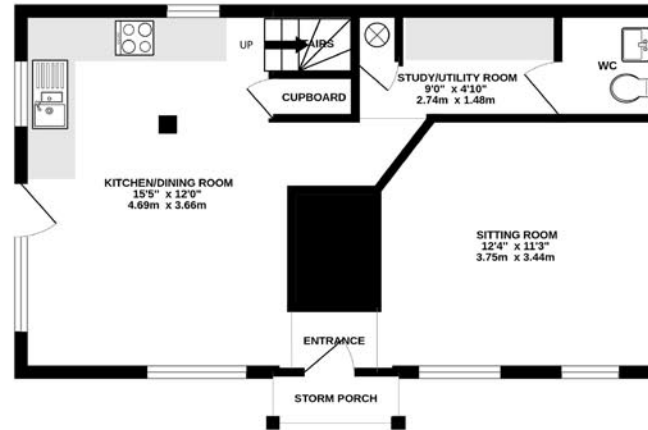 UP
STAIRS
CUPBOARD
STUDY/UTILITY ROOM
9'0" x 4'10"
2.74m x 1.48m
WC
KITCHEN/DINING ROOM
15'5" x 12'0"
4.69m x 3.66m
SITTING ROOM
12'4" x 11'3"
3.75m x 3.44m
ENTRANCE
STORM PORCH